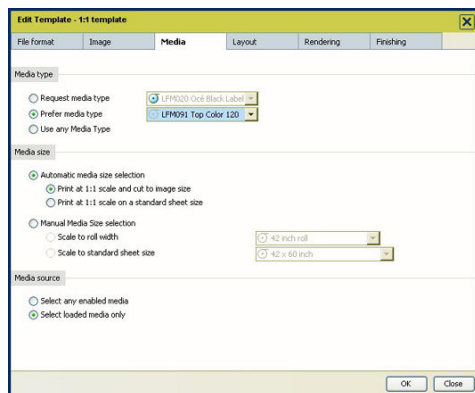 Edit Template - 1:1 template
File format Image Media Layout Rendering Finishing
Media type
Request media type LFM020 Océ Black Label
Prefer media type LFM091 Top Color 120
Use any Media Type
Media size
Automatic media size selection
Print at 1:1 scale and cut to image size
Print at 1:1 scale on a standard sheet size
Manual Media Size selection
Scale to roll width 42 inch roll
Scale to standard sheet size 42 x 60 inch
Media source
Select any enabled media
Select loaded media only
OK Close